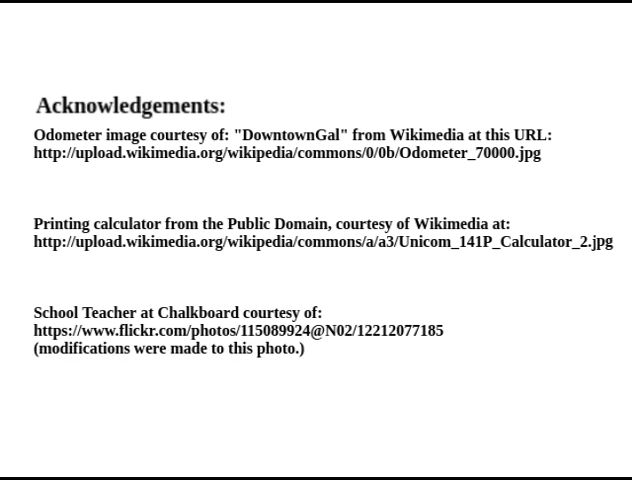 Acknowledgements:
Odometer image courtesy of: "DowntownGal" from Wikimedia at this URL:
http://upload.wikimedia.org/wikipedia/commons/0/0b/Odometer_70000.jpg
Printing calculator from the Public Domain, courtesy of Wikimedia at:
http://upload.wikimedia.org/wikipedia/commons/a/a3/Unicom_141P_Calculator_2.jpg
School Teacher at Chalkboard courtesy of:
https://www.flickr.com/photos/115089924@N02/12212077185
(modifications were made to this photo.)